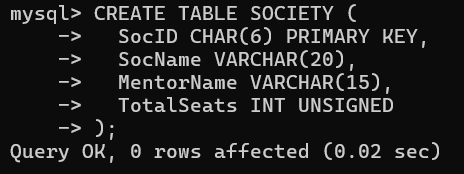 mysql> CREATE TABLE SOCIETY (
    ->   SocID CHAR(6) PRIMARY KEY,
    ->   SocName VARCHAR(20),
    ->   MentorName VARCHAR(15),
    ->   TotalSeats INT UNSIGNED
    -> );
Query OK, 0 rows affected (0.02 sec)